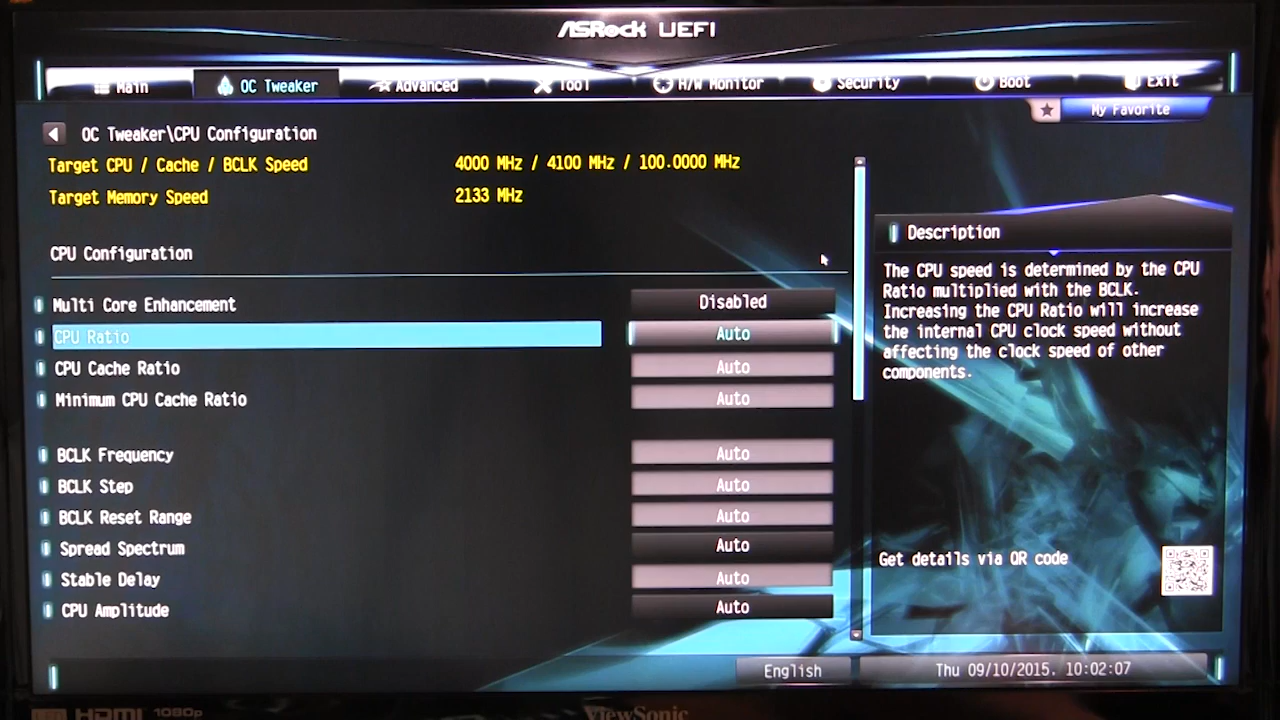 ASRock UEFI
Main OC Tweaker Advanced Tool H/W Monitor Security Boot Exit
My Favorite
OC Tweaker\CPU Configuration
Target CPU / Cache / BCLK Speed 4000 MHz / 4100 MHz / 100.0000 MHz
Target Memory Speed 2133 MHz
CPU Configuration
Multi Core Enhancement Disabled
CPU Ratio Auto
CPU Cache Ratio Auto
Minimum CPU Cache Ratio Auto
BCLK Frequency Auto
BCLK Step Auto
BCLK Reset Range Auto
Spread Spectrum Auto
Stable Delay Auto
CPU Amplitude Auto
Description
The CPU speed is determined by the CPU
Ratio multiplied with the BCLK.
Increasing the CPU Ratio will increase
the internal CPU clock speed without
affecting the clock speed of other
components.
Get details via QR code
English
Thu 09/10/2015. 10:02:07
HDMI 1080p
ViewSonic